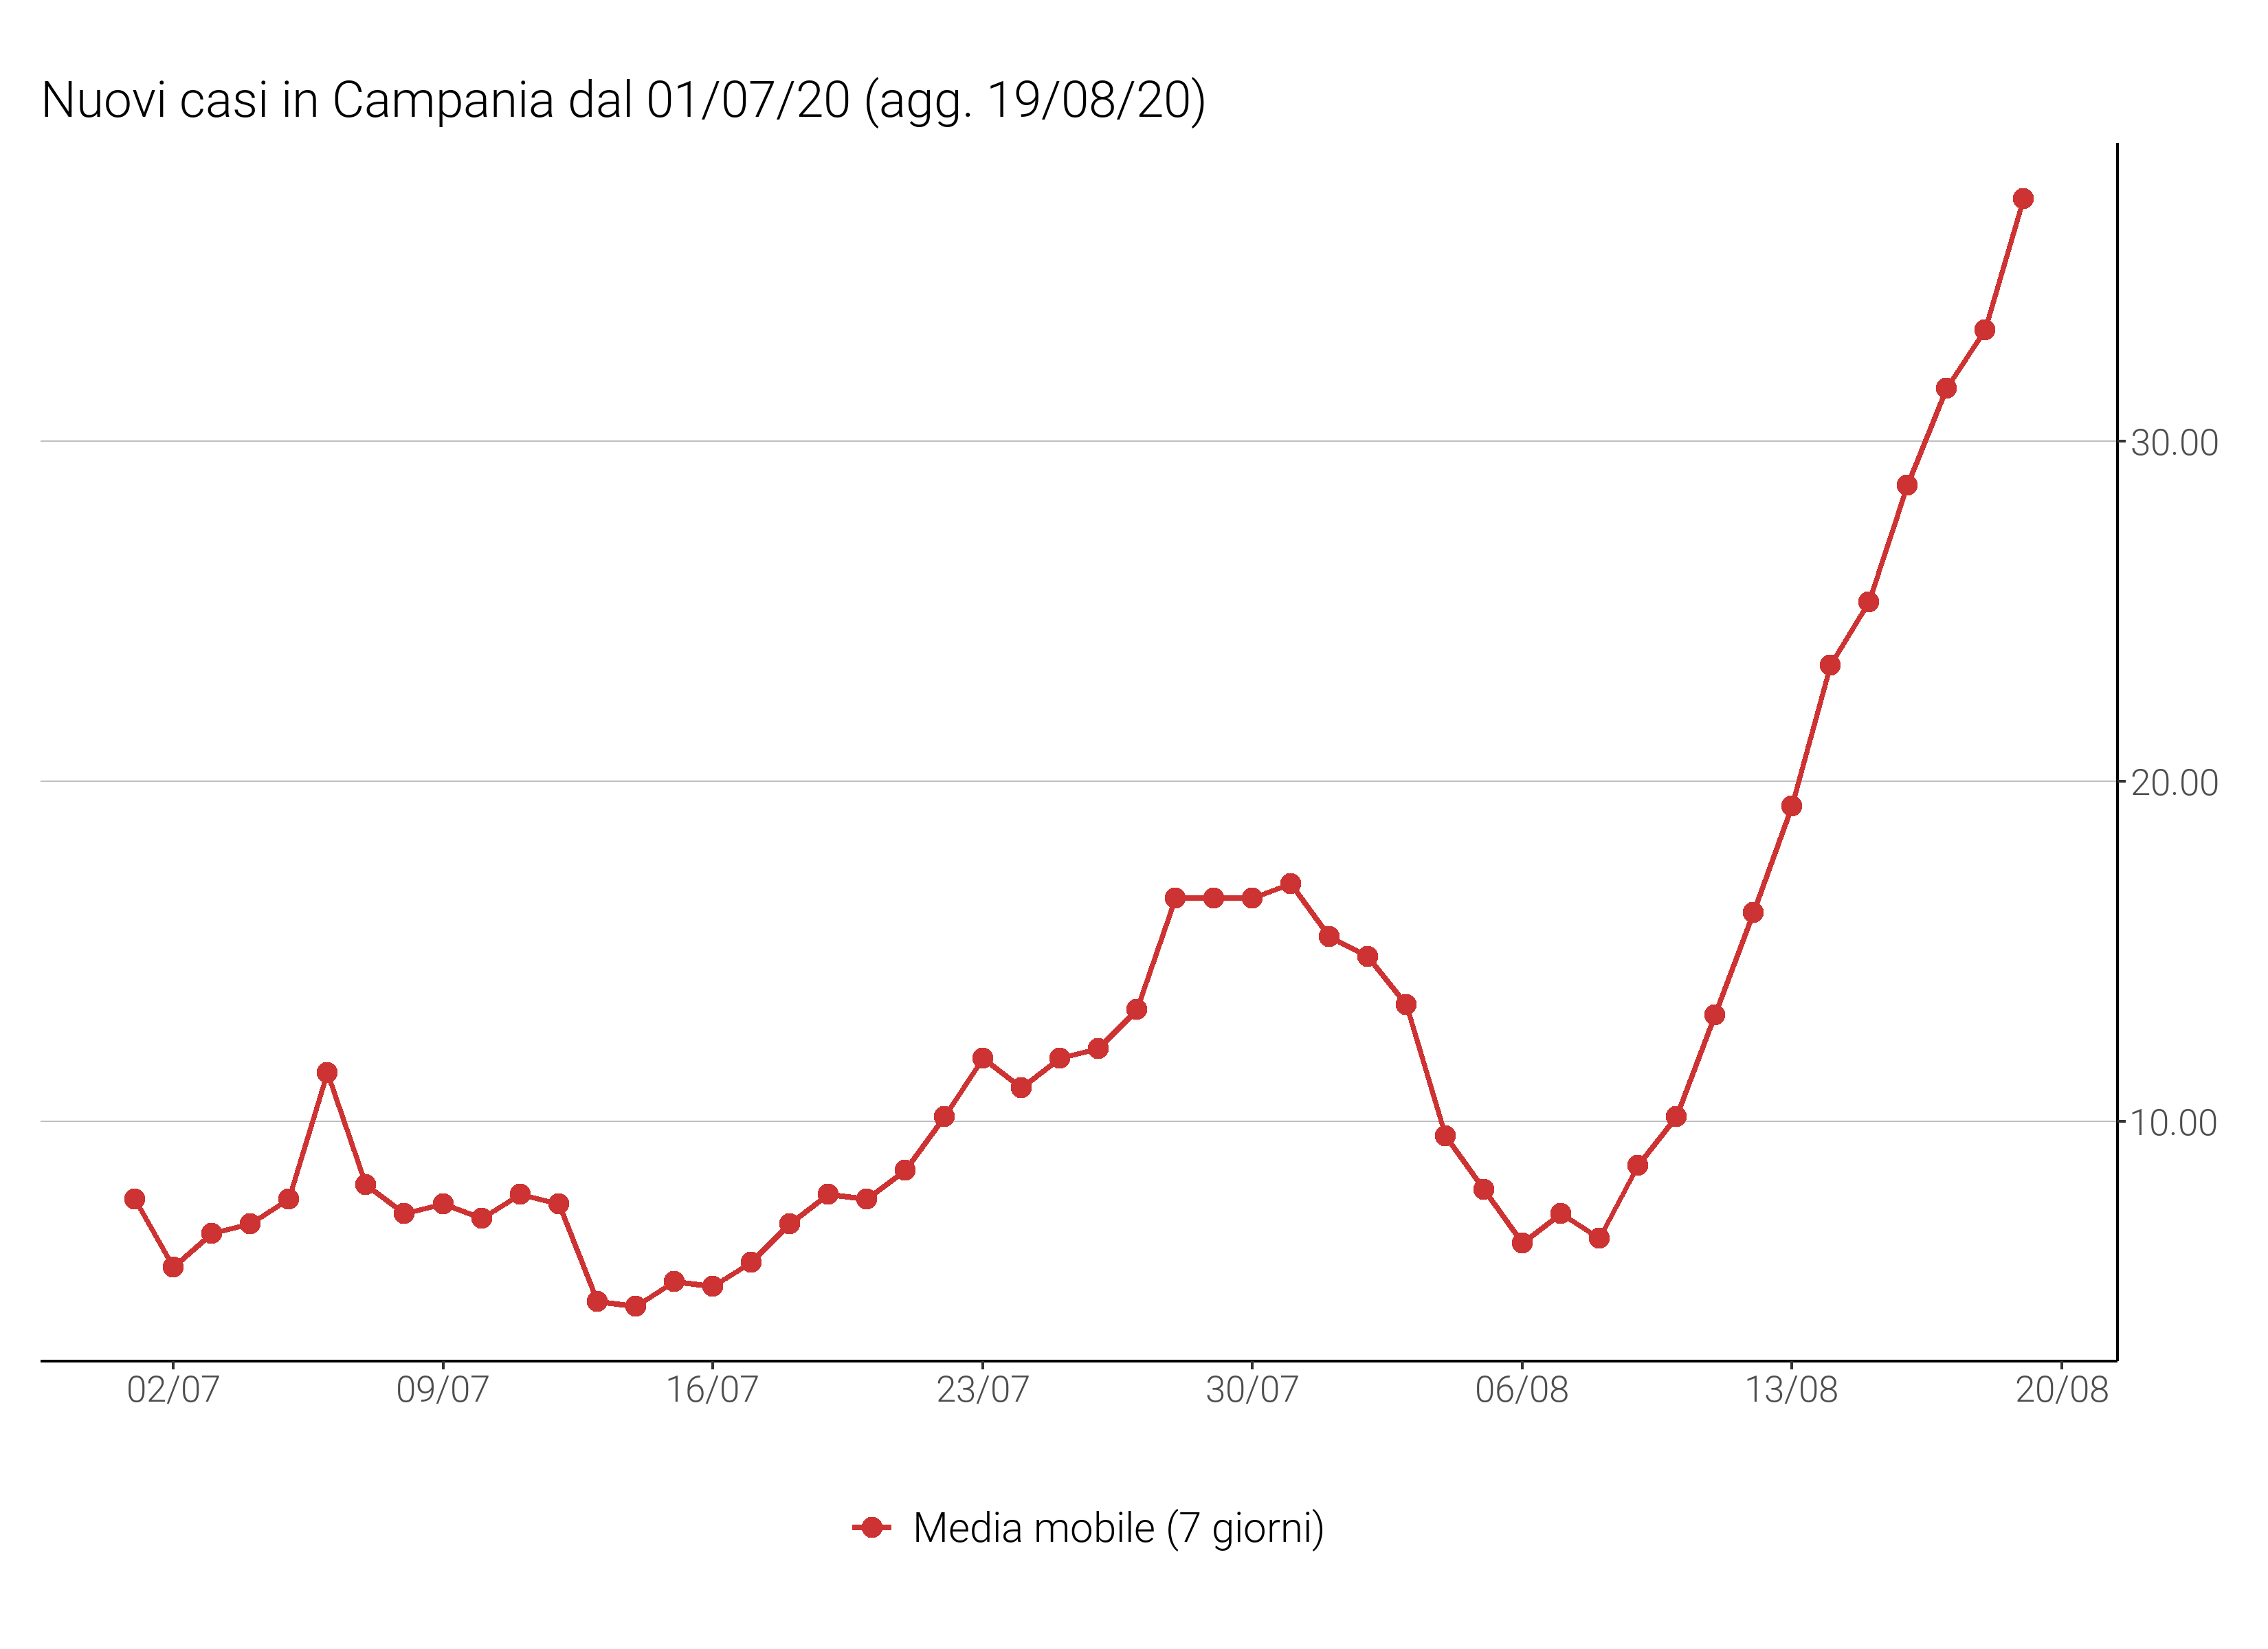 Nuovi casi in Campania dal 01/07/20 (agg. 19/08/20)
30.00
20.00
10.00
02/07 09/07 16/07 23/07 30/07 06/08 13/08 20/08
Media mobile (7 giorni)